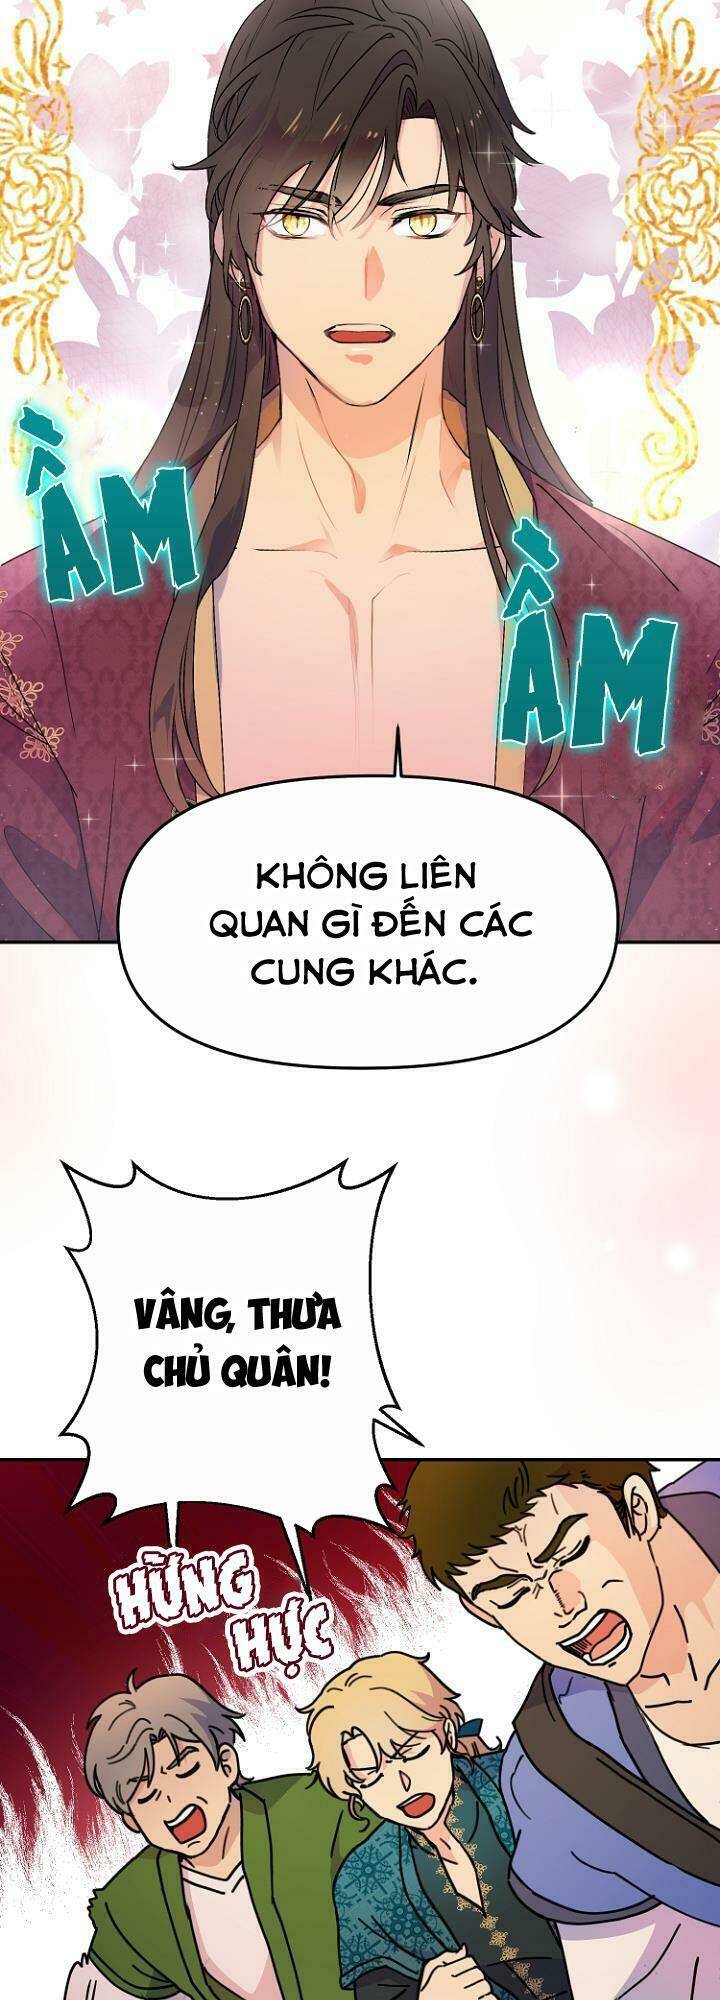 ẦM
ẦM
KHÔNG LIÊN
QUAN GÌ ĐẾN CÁC
CUNG KHÁC.
VÂNG, THƯA
CHỦ QUÂN!
HỪNG
HỰC